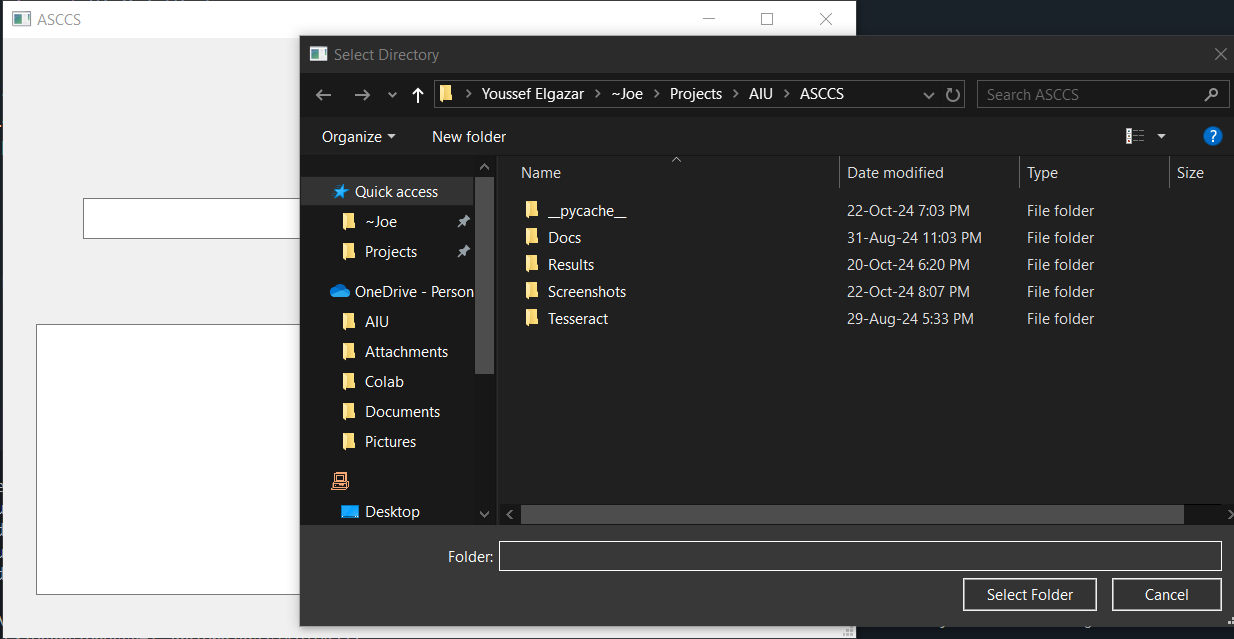 ASCCS
Select Directory
Youssef Elgazar > ~Joe > Projects > AIU > ASCCS
Search ASCCS
Organize
New folder
?
Name Date modified Type Size
Quick access
~Joe
Projects
OneDrive - Person
AIU
Attachments
Colab
Documents
Pictures
Desktop
__pycache__ 22-Oct-24 7:03 PM File folder
Docs 31-Aug-24 11:03 PM File folder
Results 20-Oct-24 6:20 PM File folder
Screenshots 22-Oct-24 8:07 PM File folder
Tesseract 29-Aug-24 5:33 PM File folder
Folder:
Select Folder
Cancel